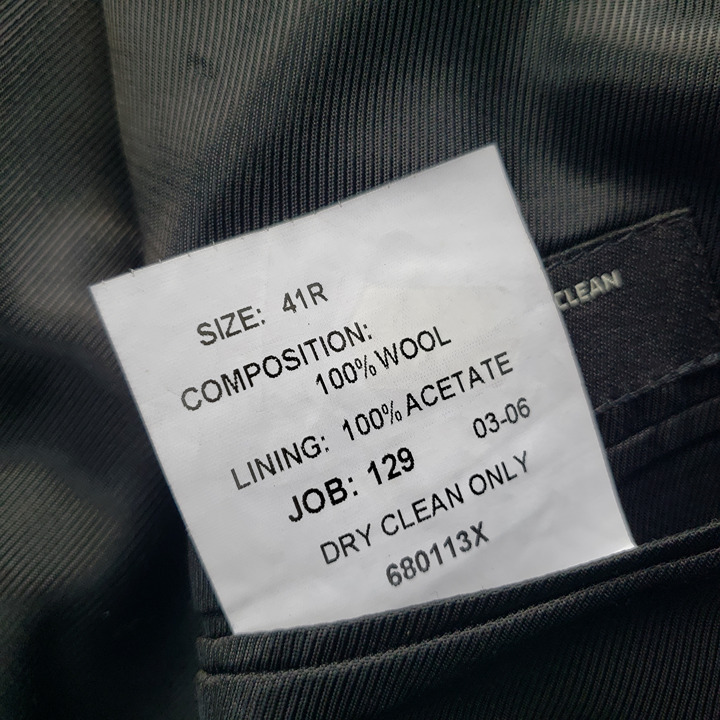 SIZE: 41R
COMPOSITION:
100% WOOL
LINING: 100% ACETATE
03-06
JOB: 129
DRY CLEAN ONLY
680113X
CLEAN